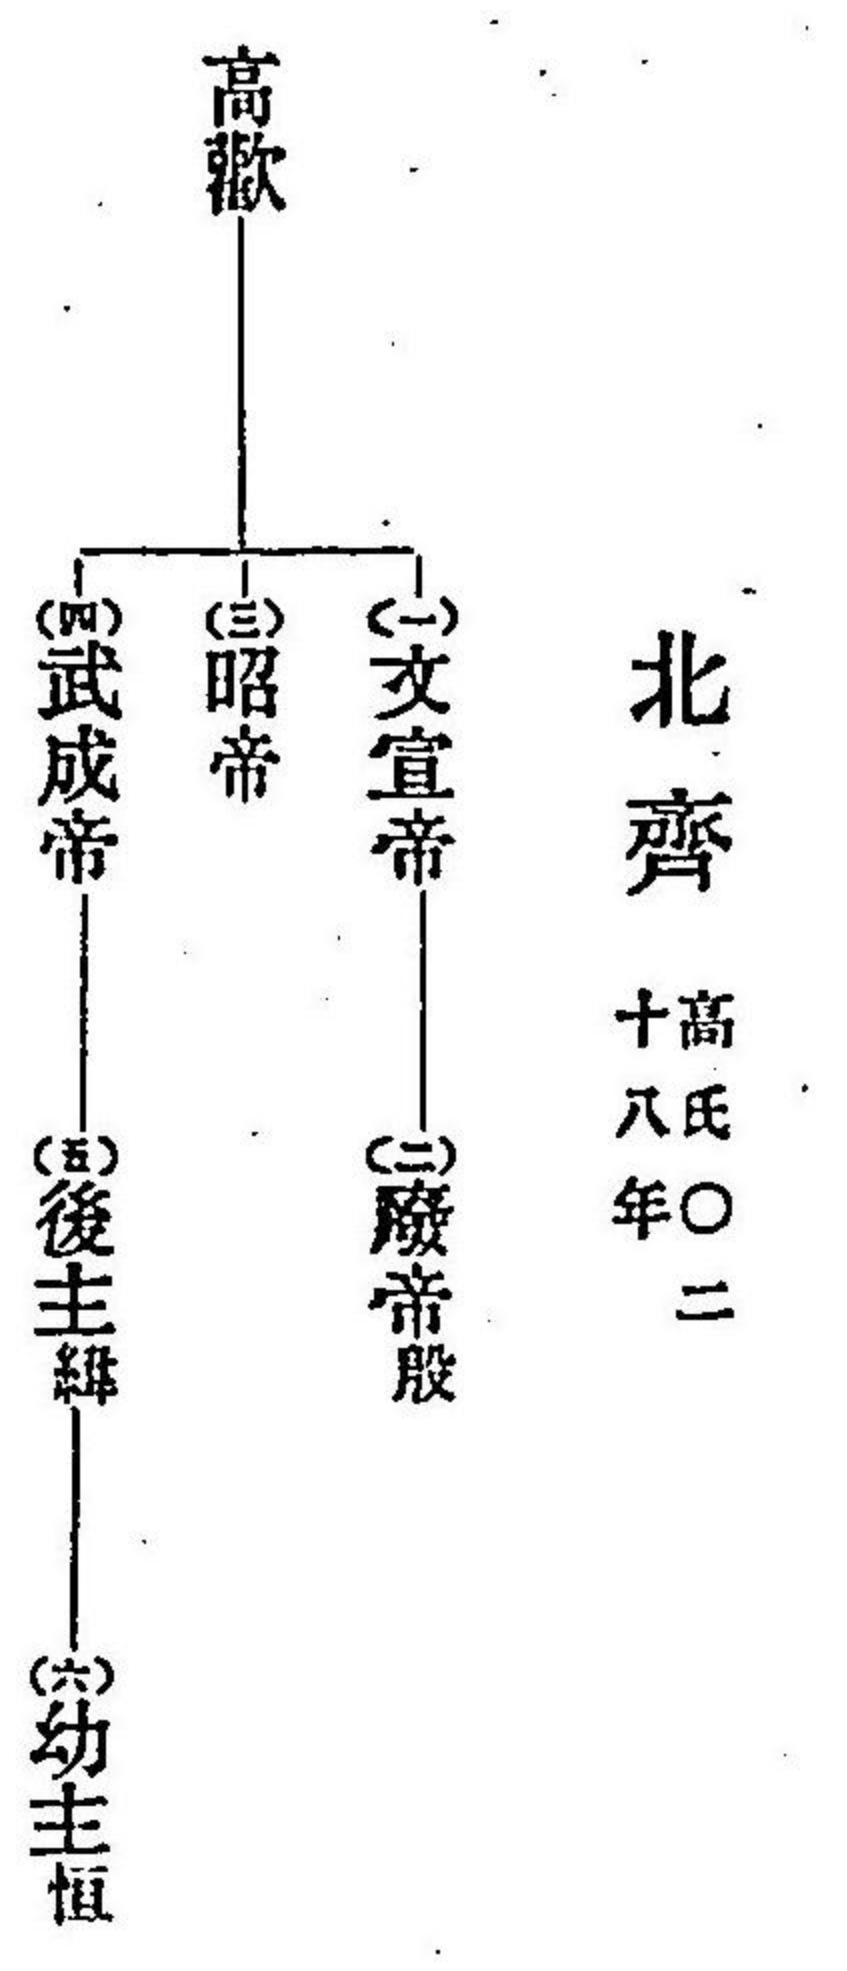 北齊
高氏〇二
十八年
高歡
(一)文宣帝
(二)廢帝殷
(三)昭帝
(四)武成帝
(五)後主緯
(六)幼主恒